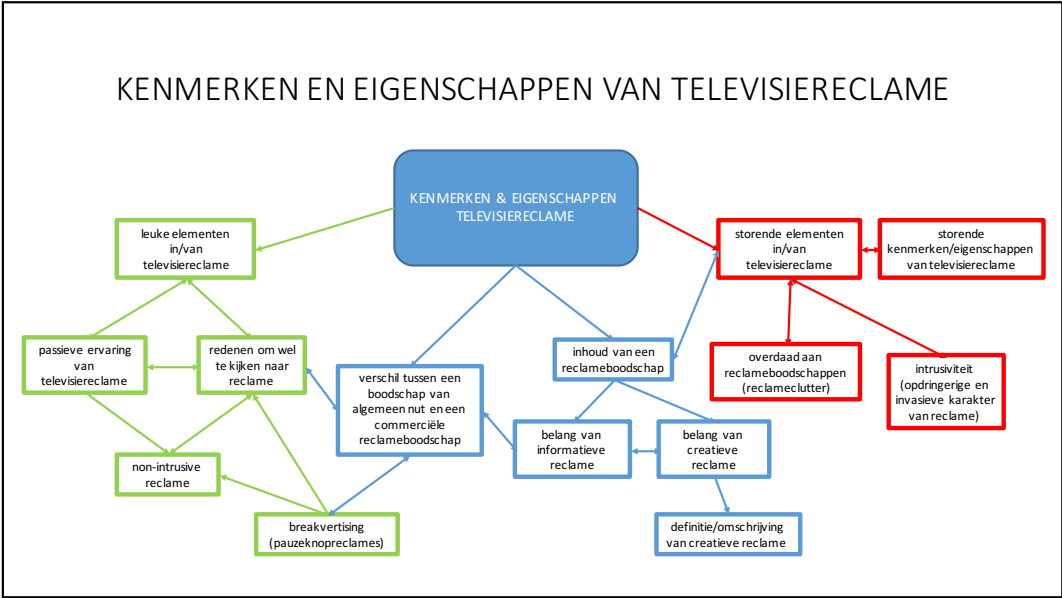 KENMERKEN EN EIGENSCHAPPEN VAN TELEVISIERECLAME
KENMERKEN & EIGENSCHAPPEN
TELEVISIERECLAME
leuke elementen
in/van
televisiereclame
storende elementen
in/van
televisiereclame
storende
kenmerken/eigenschappen
van televisiereclame
passieve ervaring
van
televisiereclame
redenen om wel
te kijken naar
reclame
verschil tussen een
boodschap van
algemeen nut en een
commerciële
reclameboodschap
inhoud van een
reclameboodschap
overdaad aan
reclameboodschappen
(reclameclutter)
intrusiviteit
(opdringerige en
invasieve karakter
van reclame)
non-intrusive
reclame
belang van
informatieve
reclame
belang van
creatieve
reclame
breakvertising
(pauzeknopreclames)
definitie/omschrijving
van creatieve reclame